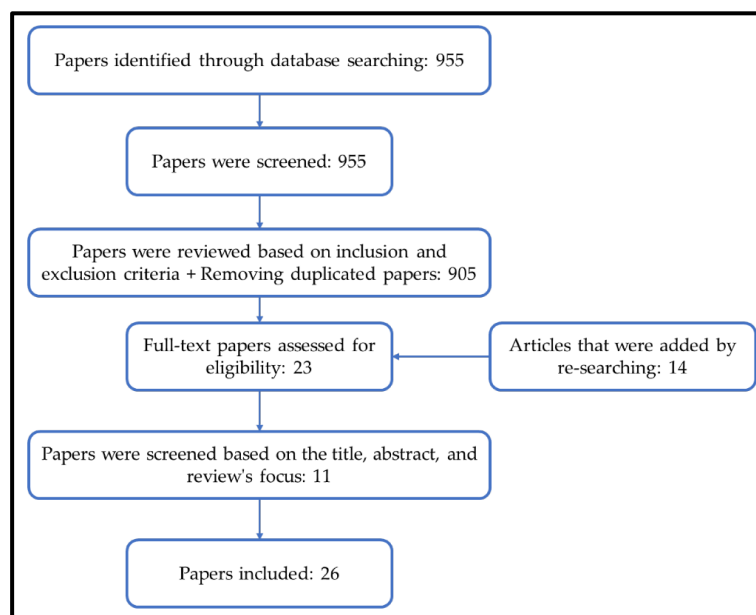 Papers identified through database searching: 955
Papers were screened: 955
Papers were reviewed based on inclusion and
exclusion criteria + Removing duplicated papers: 905
Full-text papers assessed for
eligibility: 23
Articles that were added by
re-searching: 14
Papers were screened based on the title, abstract, and
review's focus: 11
Papers included: 26